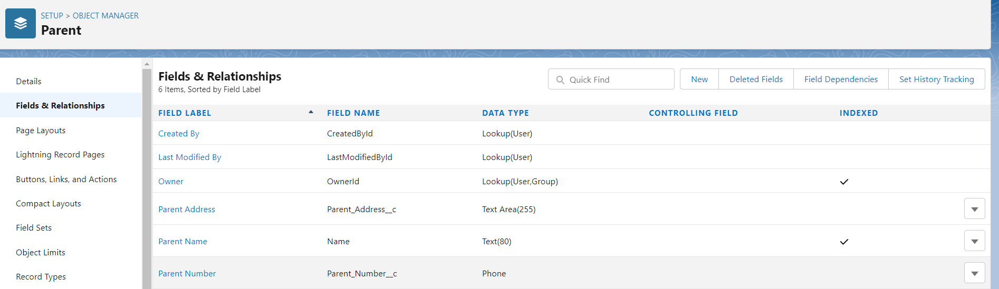 SETUP > OBJECT MANAGER
Parent
Details
Fields & Relationships
Page Layouts
Lightning Record Pages
Buttons, Links, and Actions
Compact Layouts
Field Sets
Object Limits
Record Types
Fields & Relationships
6 Items, Sorted by Field Label
Quick Find
New
Deleted Fields
Field Dependencies
Set History Tracking
FIELD LABEL FIELD NAME DATA TYPE CONTROLLING FIELD INDEXED
Created By CreatedById Lookup(User)
Last Modified By LastModifiedById Lookup(User)
Owner OwnerId Lookup(User,Group)
Parent Address Parent_Address__c Text Area(255)
Parent Name Name Text(80)
Parent Number Parent_Number__c Phone